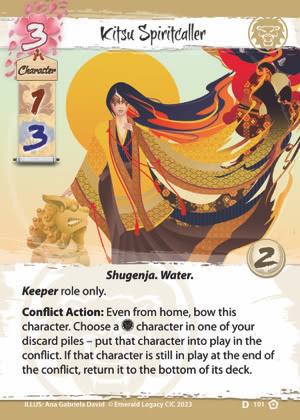 3
Kitsu Spiritcaller
Character
1
3
2
Shugenja. Water.
Keeper role only.
Conflict Action: Even from home, bow this
character. Choose a character in one of your
discard piles – put that character into play in the
conflict. If that character is still in play at the end of
the conflict, return it to the bottom of its deck.
ILLUS: Ana Gabriela David © Emerald Legacy CIC 2023
D 101